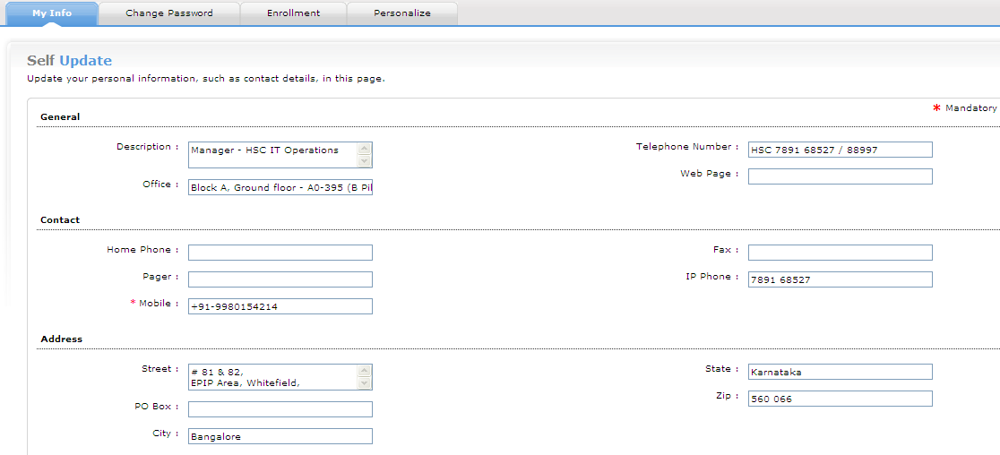 My Info Change Password Enrollment Personalize
Self Update
Update your personal information, such as contact details, in this page.
* Mandatory
General
Description : Manager - HSC IT Operations
Telephone Number : HSC 7891 68527 / 88997
Web Page :
Office : Block A, Ground floor - A0-395 (B Pil
Contact
Home Phone :
Fax :
Pager :
IP Phone : 7891 68527
* Mobile : +91-9980154214
Address
Street : # 81 & 82,
EPIP Area, Whitefield,
State : Karnataka
Zip : 560 066
PO Box :
City : Bangalore